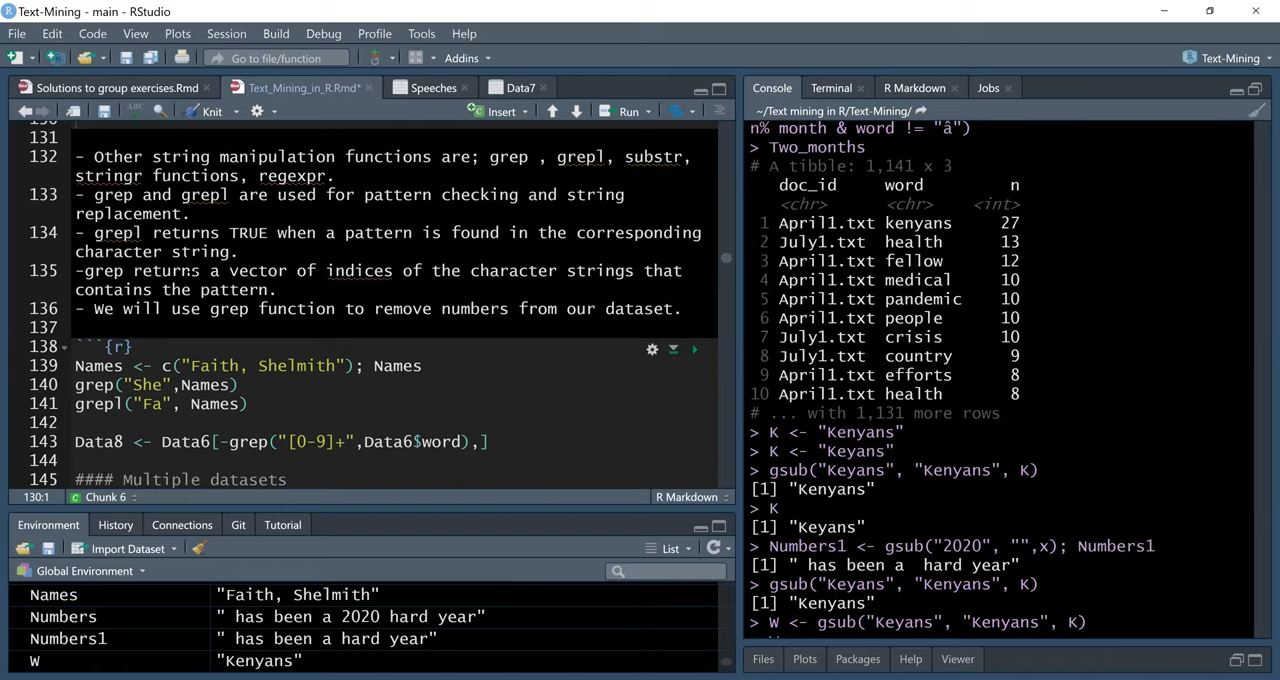 Text-Mining - main - RStudio
File Edit Code View Plots Session Build Debug Profile Tools Help
Go to file/function Addins Text-Mining
Solutions to group exercises.Rmd Text_Mining_in_R.Rmd* Speeches Data7
ABC Knit Insert Run
131
132 - Other string manipulation functions are; grep , grepl, substr,
stringr functions, regexpr.
133 - grep and grepl are used for pattern checking and string
replacement.
134 - grepl returns TRUE when a pattern is found in the corresponding
character string.
135 -grep returns a vector of indices of the character strings that
contains the pattern.
136 - We will use grep function to remove numbers from our dataset.
137
138 ```{r}
139 Names <- c("Faith, Shelmith"); Names
140 grep("She",Names)
141 grepl("Fa", Names)
142
143 Data8 <- Data6[-grep("[0-9]+",Data6$word),]
144
145 #### Multiple datasets
130:1 Chunk 6 R Markdown
Environment History Connections Git Tutorial
Import Dataset List
Global Environment
Names "Faith, Shelmith"
Numbers " has been a 2020 hard year"
Numbers1 " has been a hard year"
W "Kenyans"
Console Terminal R Markdown Jobs
~/Text mining in R/Text-Mining/
n% month & word != "â")
> Two_months
# A tibble: 1,141 x 3
doc_id word n
<chr> <chr> <int>
1 April1.txt kenyans 27
2 July1.txt health 13
3 April1.txt fellow 12
4 April1.txt medical 10
5 April1.txt pandemic 10
6 April1.txt people 10
7 July1.txt crisis 10
8 July1.txt country 9
9 April1.txt efforts 8
10 April1.txt health 8
# ... with 1,131 more rows
> K <- "Kenyans"
> K <- "Keyans"
> gsub("Keyans", "Kenyans", K)
[1] "Kenyans"
> K
[1] "Keyans"
> Numbers1 <- gsub("2020", "",x); Numbers1
[1] " has been a  hard year"
> gsub("Keyans", "Kenyans", K)
[1] "Kenyans"
> W <- gsub("Keyans", "Kenyans", K)
Files Plots Packages Help Viewer